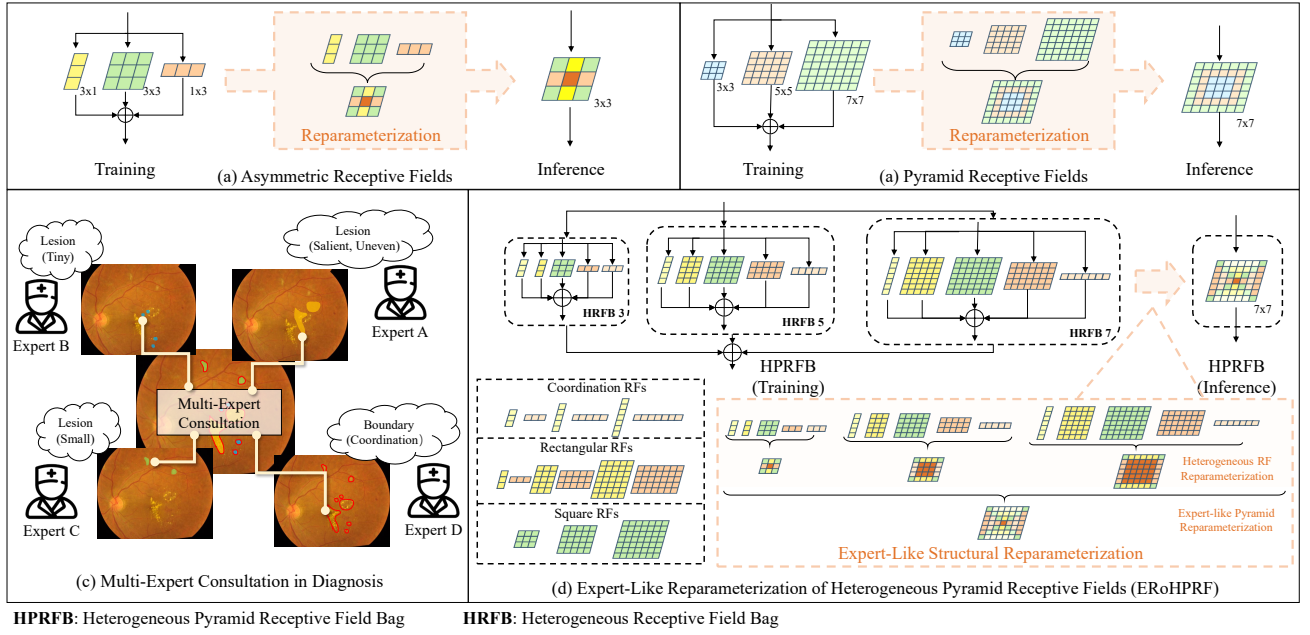 3x1
3x3
1x3
Training
Reparameterization
3x3
Inference
(a) Asymmetric Receptive Fields
3x3
5x5
7x7
Training
Reparameterization
7x7
Inference
(a) Pyramid Receptive Fields
Lesion
(Tiny)
Expert B
Lesion
(Salient, Uneven)
Expert A
Multi-Expert
Consultation
Lesion
(Small)
Expert C
Boundary
(Coordination)
Expert D
(c) Multi-Expert Consultation in Diagnosis
HRFB 3
HRFB 5
HRFB 7
HPRFB
(Training)
7x7
HPRFB
(Inference)
Coordination RFs
Rectangular RFs
Square RFs
Heterogeneous RF
Reparameterization
Expert-like Pyramid
Reparameterization
Expert-Like Structural Reparameterization
(d) Expert-Like Reparameterization of Heterogeneous Pyramid Receptive Fields (ERoHPRF)
HPRFB: Heterogeneous Pyramid Receptive Field Bag
HRFB: Heterogeneous Receptive Field Bag